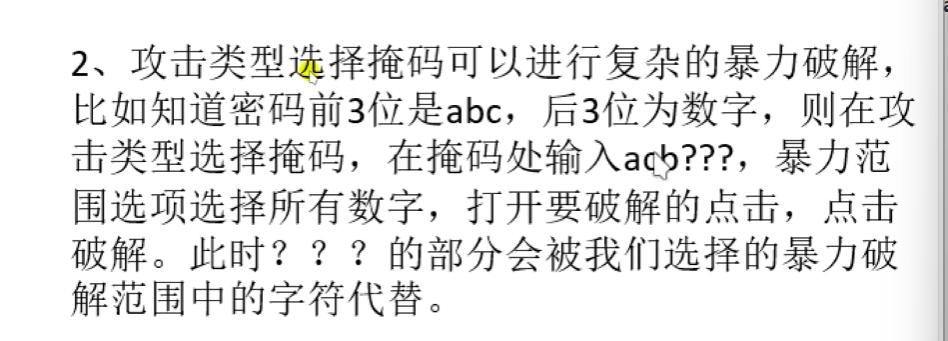 2、攻击类型选择掩码可以进行复杂的暴力破解，
比如知道密码前3位是abc，后3位为数字，则在攻
击类型选择掩码，在掩码处输入acb???，暴力范
围选项选择所有数字，打开要破解的点击，点击
破解。此时？？？的部分会被我们选择的暴力破
解范围中的字符代替。